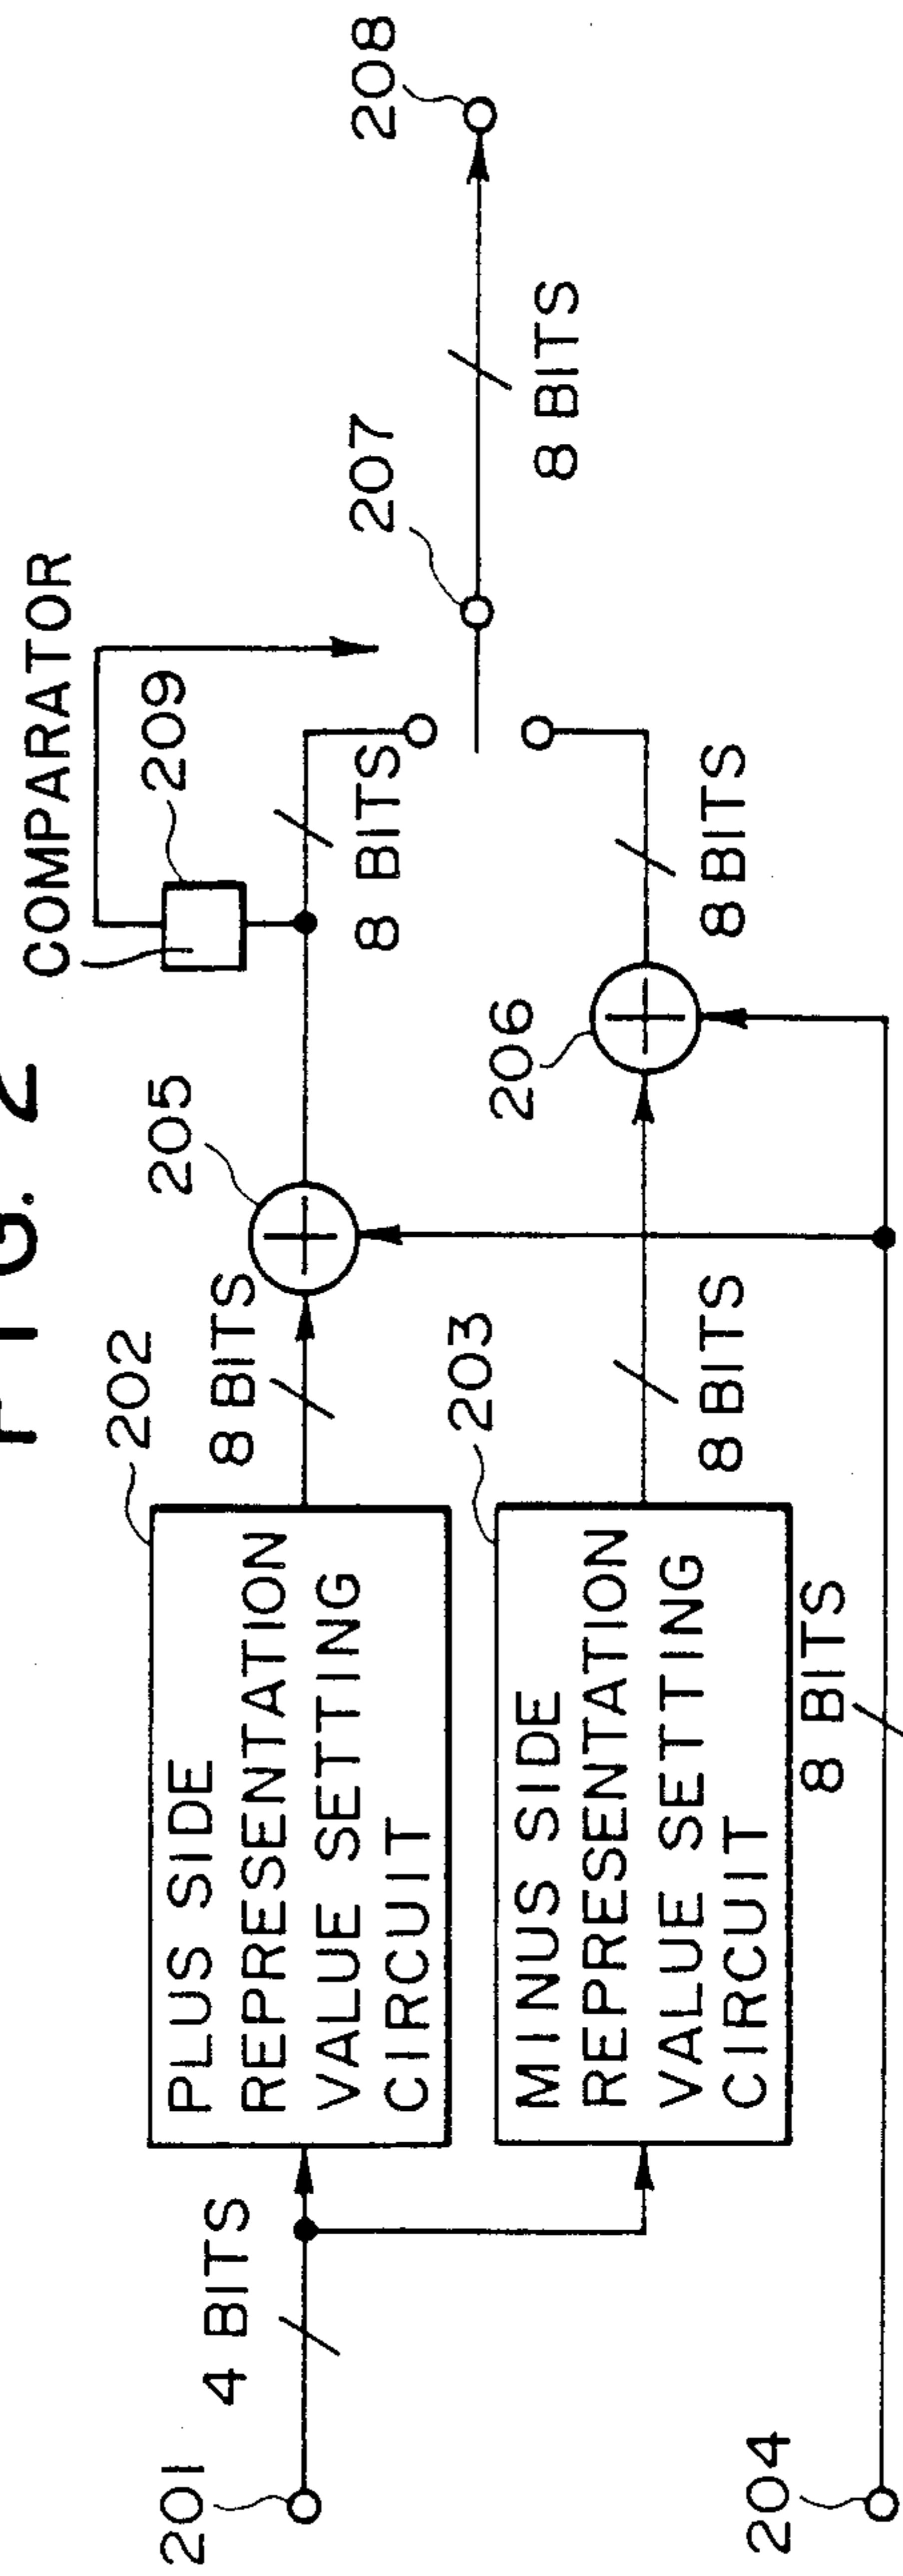 FIG. 2
COMPARATOR
209
208
207
205
202
201
4 BITS
PLUS SIDE
REPRESENTATION
VALUE SETTING
CIRCUIT
8 BITS
8 BITS
8 BITS
206
203
MINUS SIDE
REPRESENTATION
VALUE SETTING
CIRCUIT
8 BITS
8 BITS
204
8 BITS